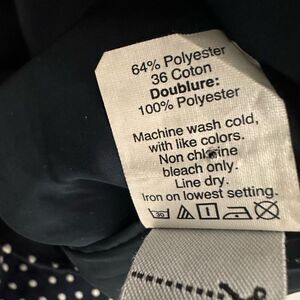 64% Polyester
36 Coton
Doublure:
100% Polyester
Machine wash cold,
with like colors.
Non chlorine
bleach only.
Line dry.
Iron on lowest setting.
30